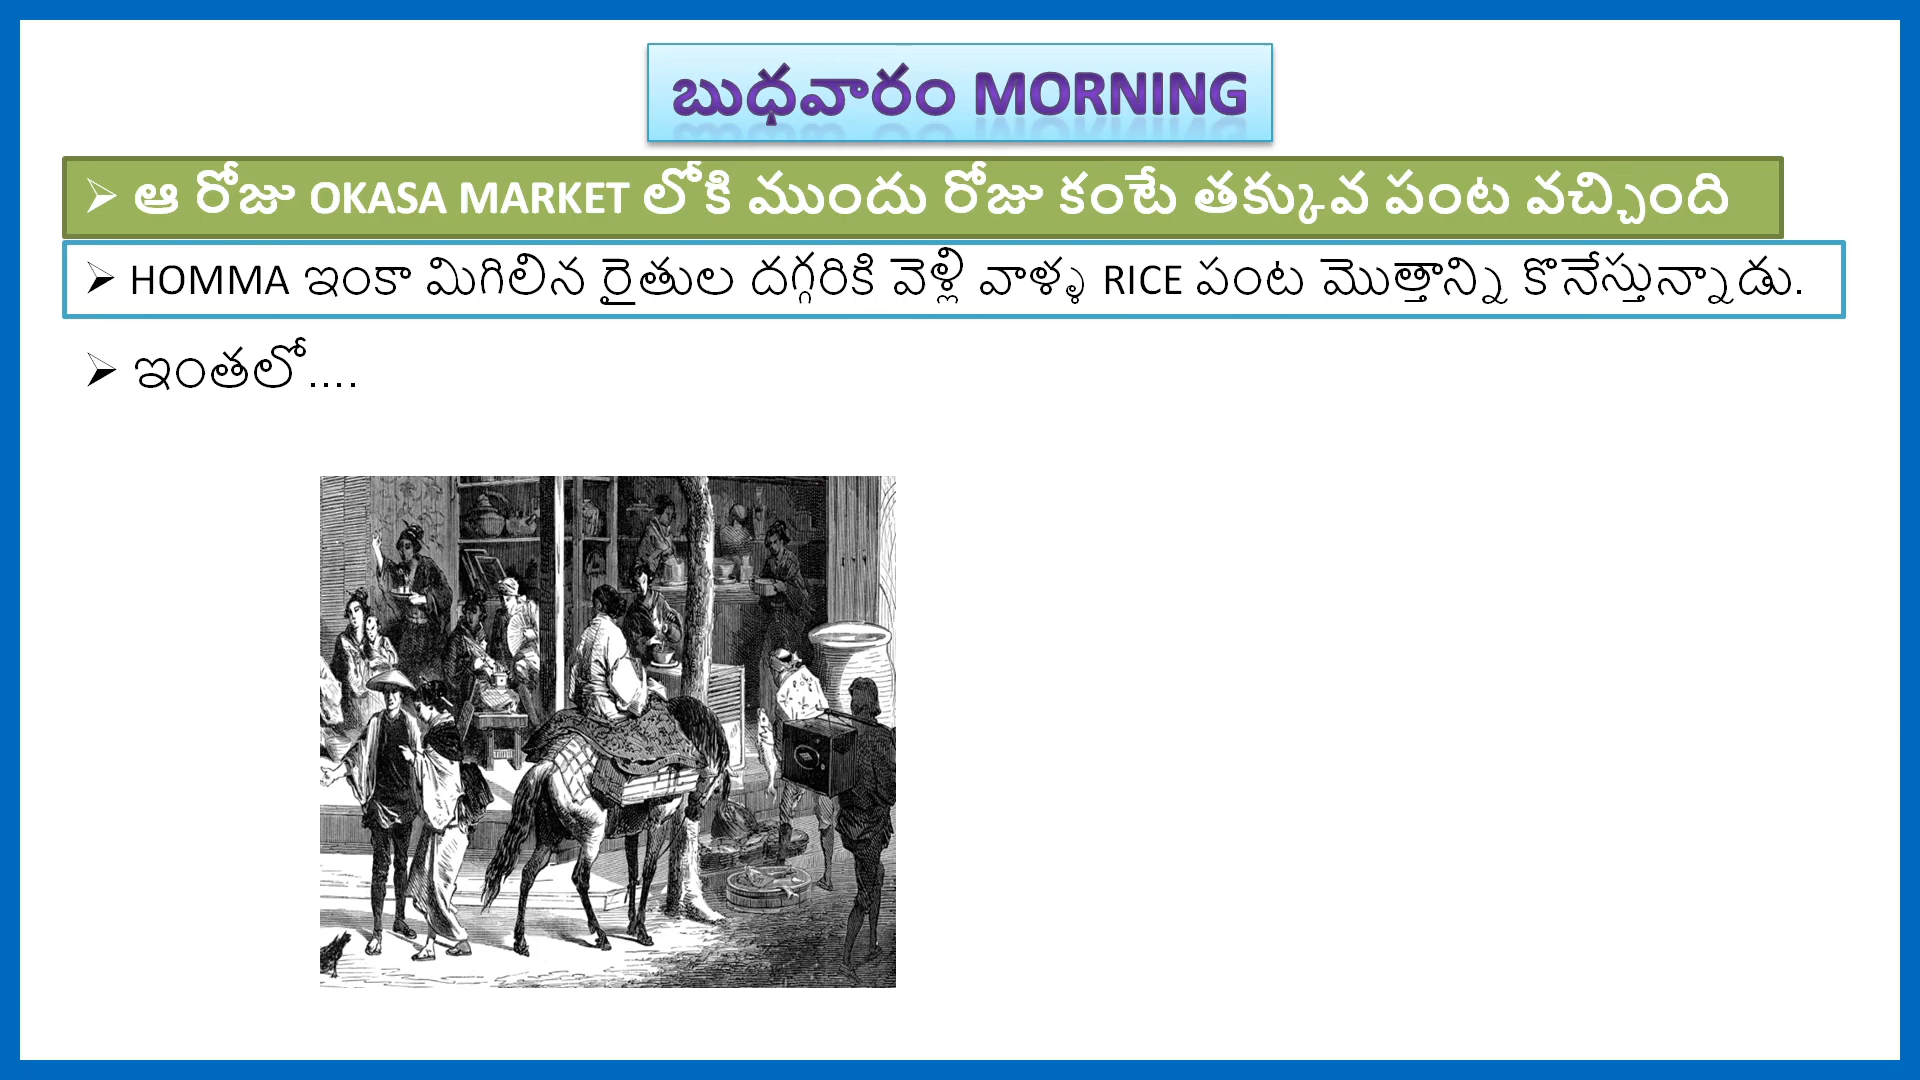 బుధవారం MORNING
ఆ రోజు OKASA MARKET లోకి ముందు రోజు కంటే తక్కువ పంట వచ్చింది
HOMMA ఇంకా మిగిలిన రైతుల దగ్గరికి వెళ్లి వాళ్ళ RICE పంట మొత్తాన్ని కొనేస్తున్నాడు.
ఇంతలో....